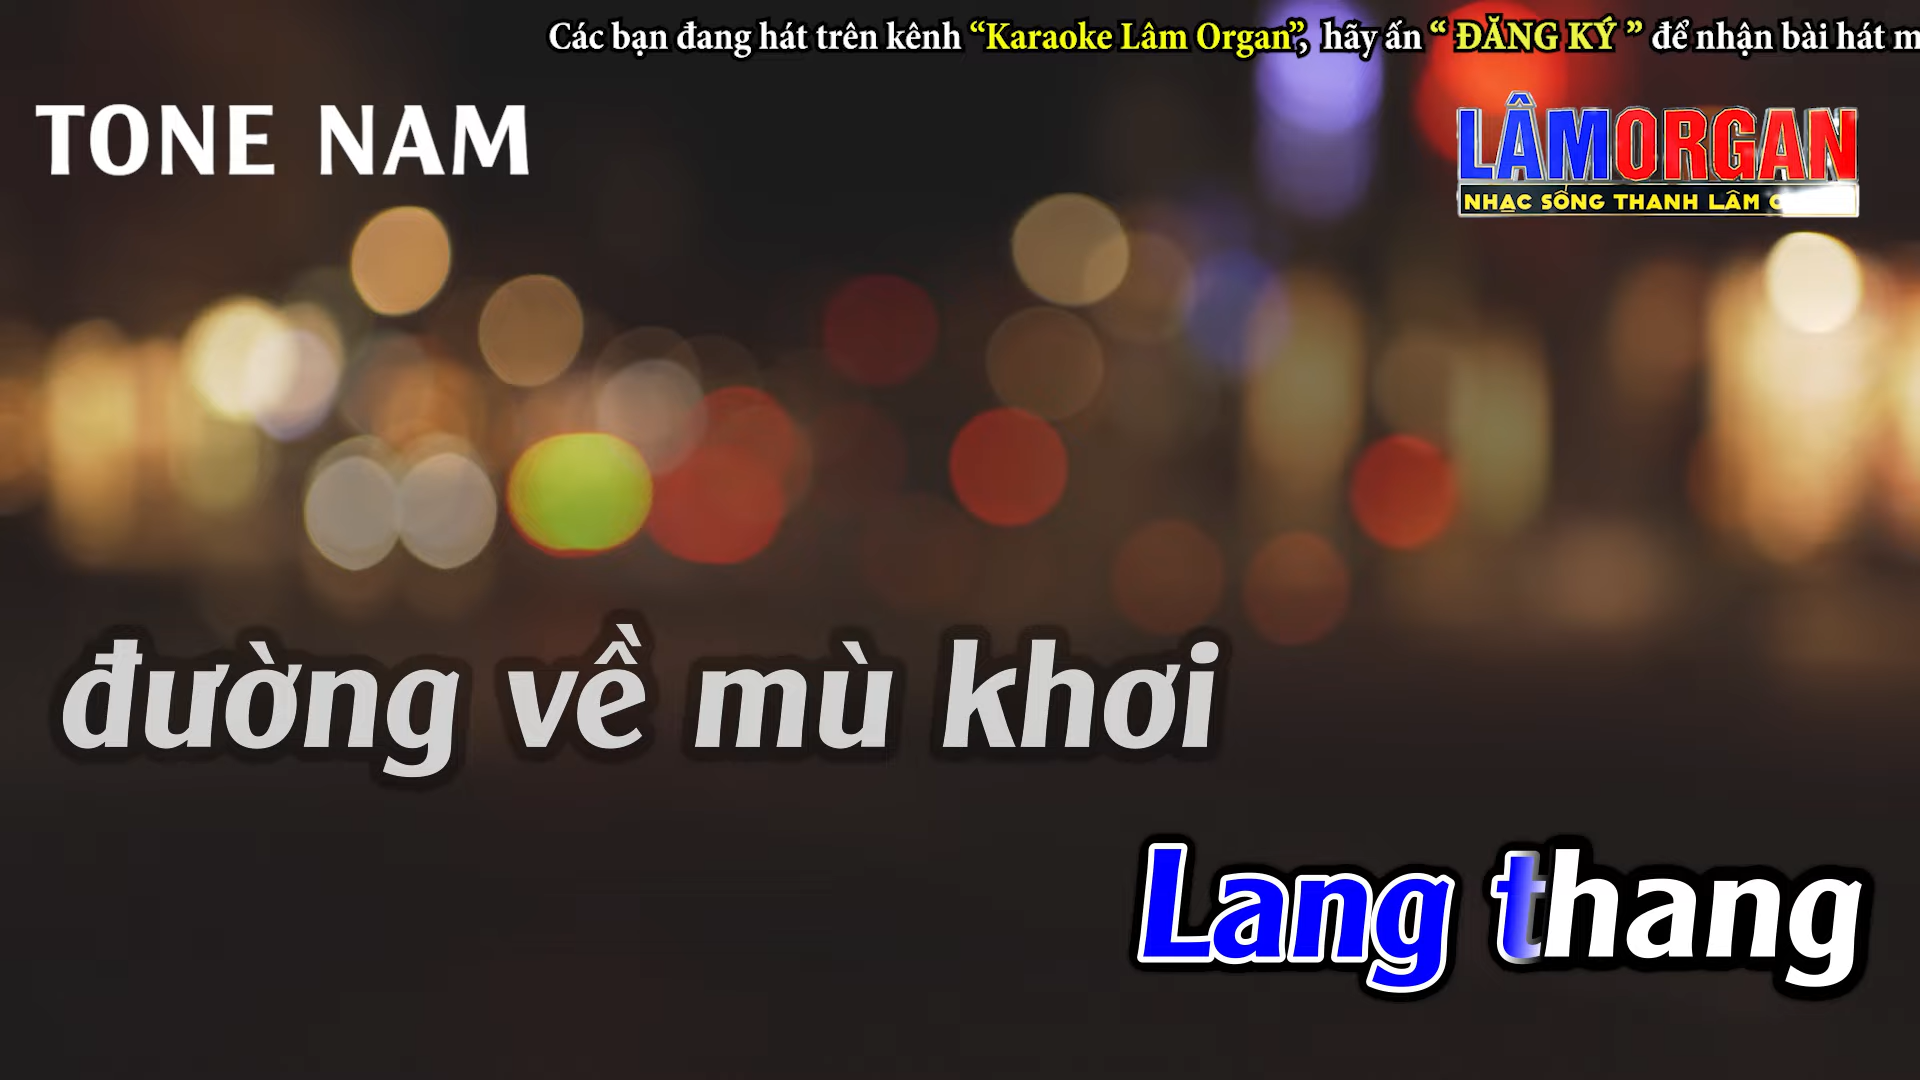 Các bạn đang hát trên kênh “Karaoke Lâm Organ”, hãy ấn “ ĐĂNG KÝ ” để nhận bài hát
TONE NAM
LÂMORGAN
NHẠC SỐNG THANH LÂM
đường về mù khơi
Lang thang